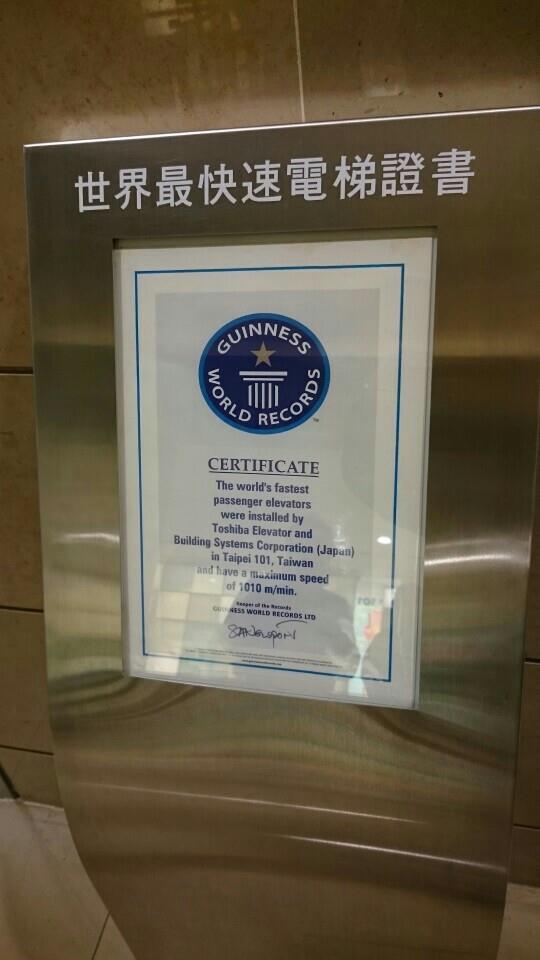 世界最快速電梯證書
GUINNESS
WORLD RECORDS
TM
CERTIFICATE
The world's fastest
passenger elevators
were installed by
Toshiba Elevator and
Building Systems Corporation (Japan)
in Taipei 101, Taiwan
and have a maximum speed
of 1010 m/min.
Keeper of the Records
GUINNESS WORLD RECORDS LTD